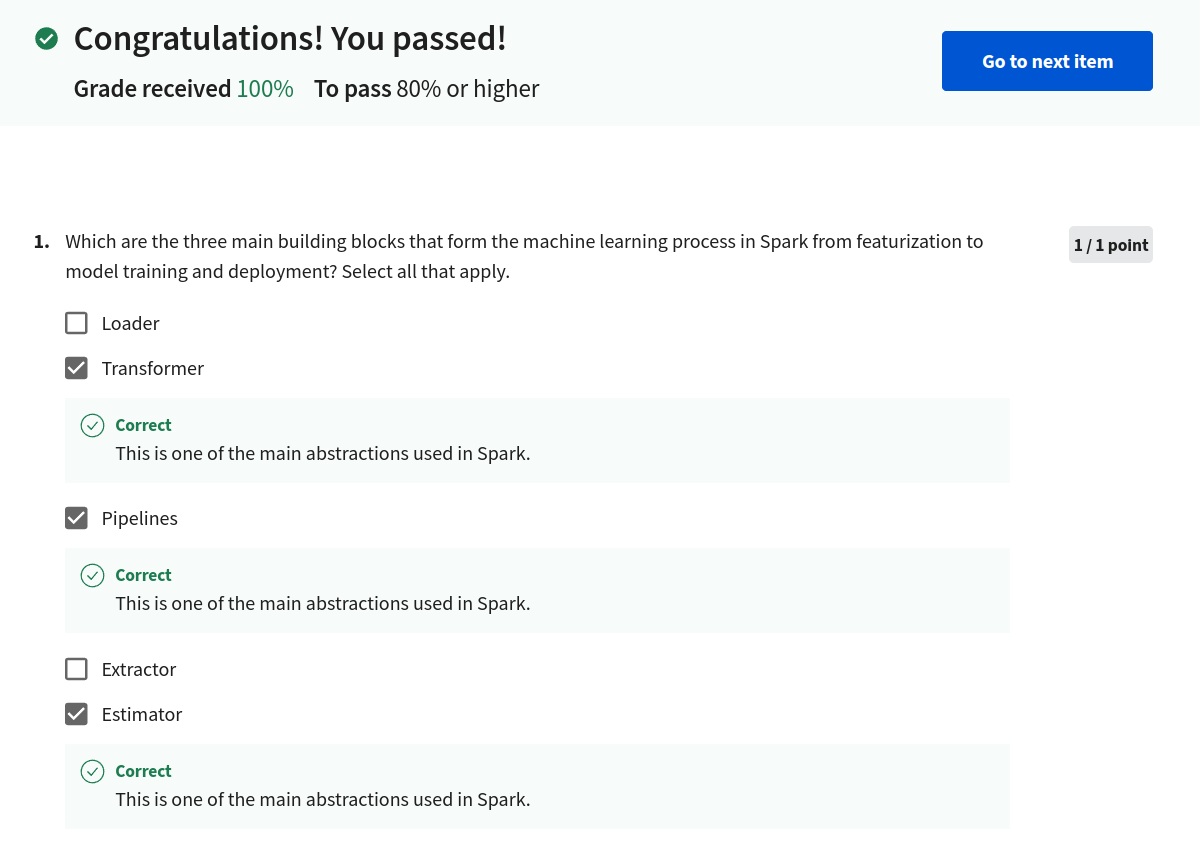 Congratulations! You passed!
Grade received 100% To pass 80% or higher
Go to next item
1. Which are the three main building blocks that form the machine learning process in Spark from featurization to
model training and deployment? Select all that apply.
1 / 1 point
Loader
Transformer
Correct
This is one of the main abstractions used in Spark.
Pipelines
Correct
This is one of the main abstractions used in Spark.
Extractor
Estimator
Correct
This is one of the main abstractions used in Spark.